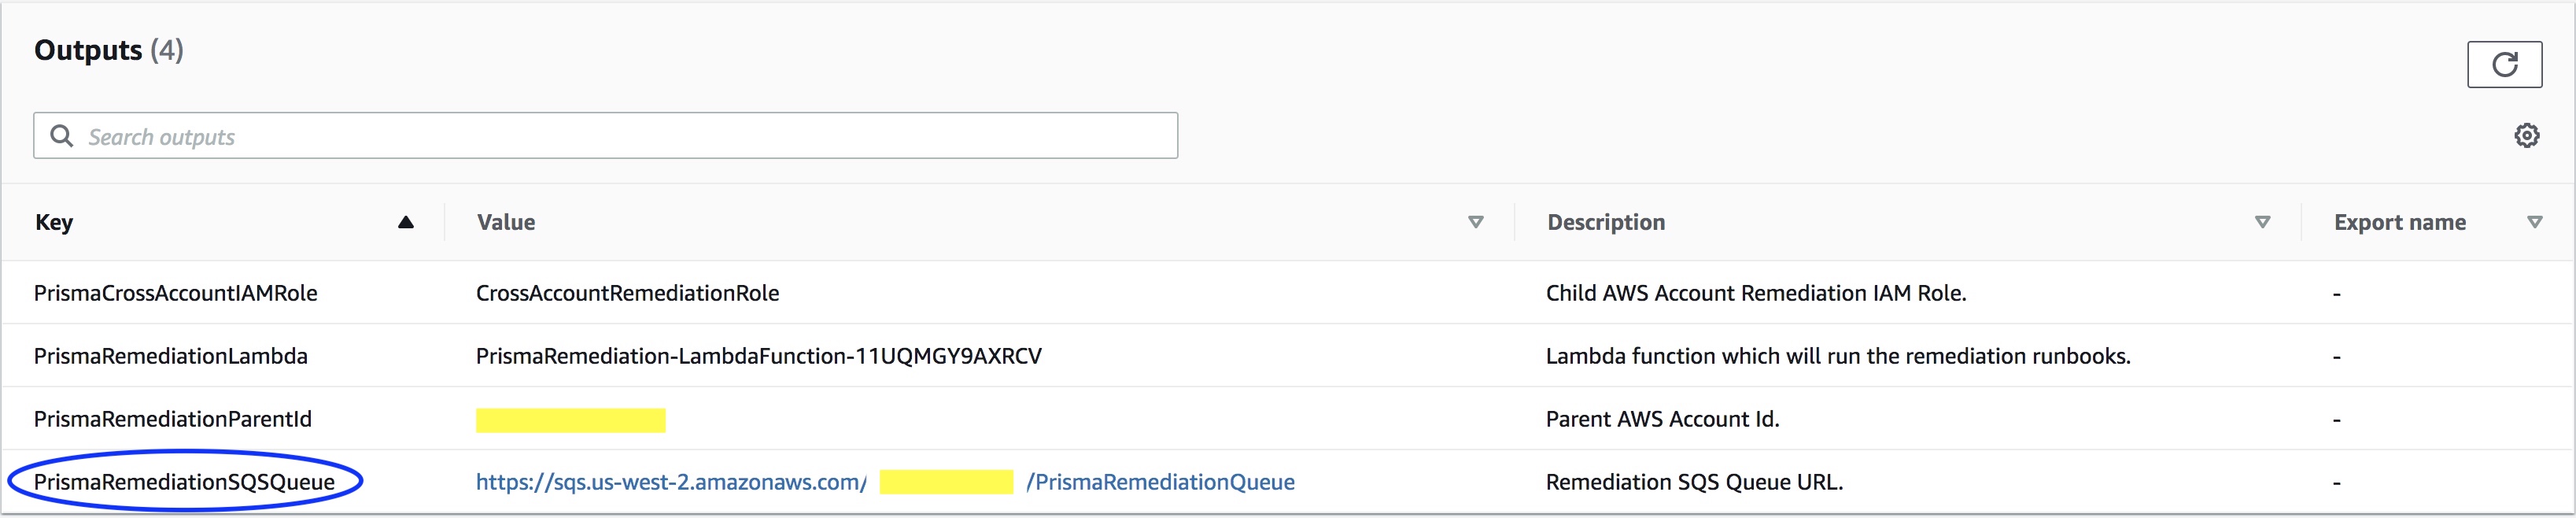 Outputs (4)
Search outputs
Key Value Description Export name
PrismaCrossAccountIAMRole CrossAccountRemediationRole Child AWS Account Remediation IAM Role. -
PrismaRemediationLambda PrismaRemediation-LambdaFunction-11UQMGY9AXRCV Lambda function which will run the remediation runbooks. -
PrismaRemediationParentId Parent AWS Account Id. -
PrismaRemediationSQSQueue https://sqs.us-west-2.amazonaws.com/ /PrismaRemediationQueue Remediation SQS Queue URL. -